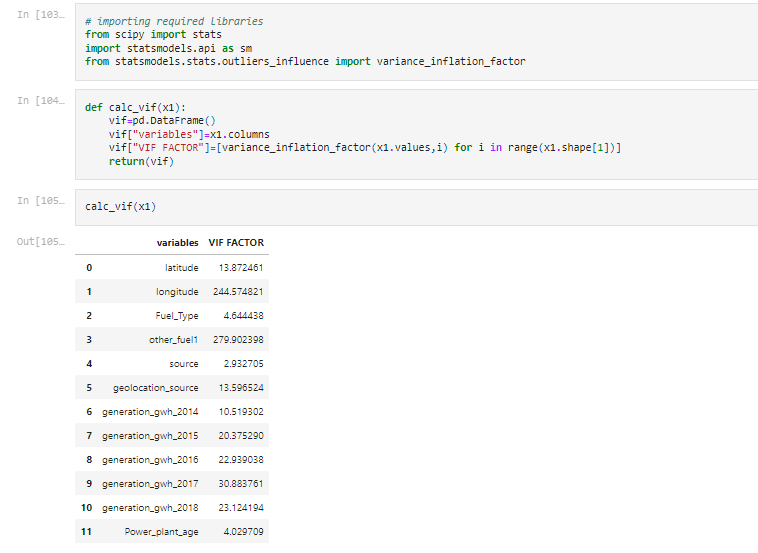 In [103…
# importing required libraries
from scipy import stats
import statsmodels.api as sm
from statsmodels.stats.outliers_influence import variance_inflation_factor
In [104…
def calc_vif(x1):
    vif=pd.DataFrame()
    vif["variables"]=x1.columns
    vif["VIF FACTOR"]=[variance_inflation_factor(x1.values,i) for i in range(x1.shape[1])]
    return(vif)
In [105…
calc_vif(x1)
Out[105…
variables VIF FACTOR
0 latitude 13.872461
1 longitude 244.574821
2 Fuel_Type 4.644438
3 other_fuel1 279.902398
4 source 2.932705
5 geolocation_source 13.596524
6 generation_gwh_2014 10.519302
7 generation_gwh_2015 20.375290
8 generation_gwh_2016 22.939038
9 generation_gwh_2017 30.883761
10 generation_gwh_2018 23.124194
11 Power_plant_age 4.029709